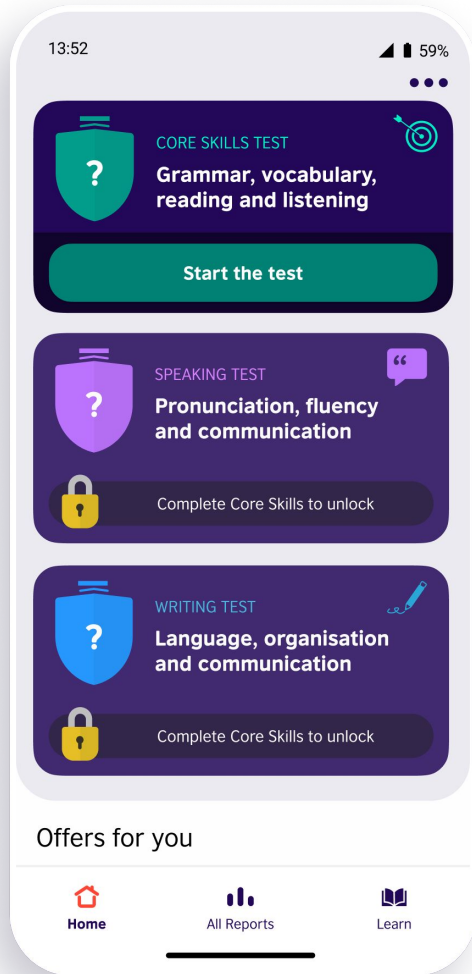 13:52
59%
CORE SKILLS TEST
Grammar, vocabulary,
reading and listening
?
Start the test
SPEAKING TEST
Pronunciation, fluency
and communication
?
“
Complete Core Skills to unlock
WRITING TEST
Language, organisation
and communication
?
Complete Core Skills to unlock
Offers for you
Home
All Reports
Learn